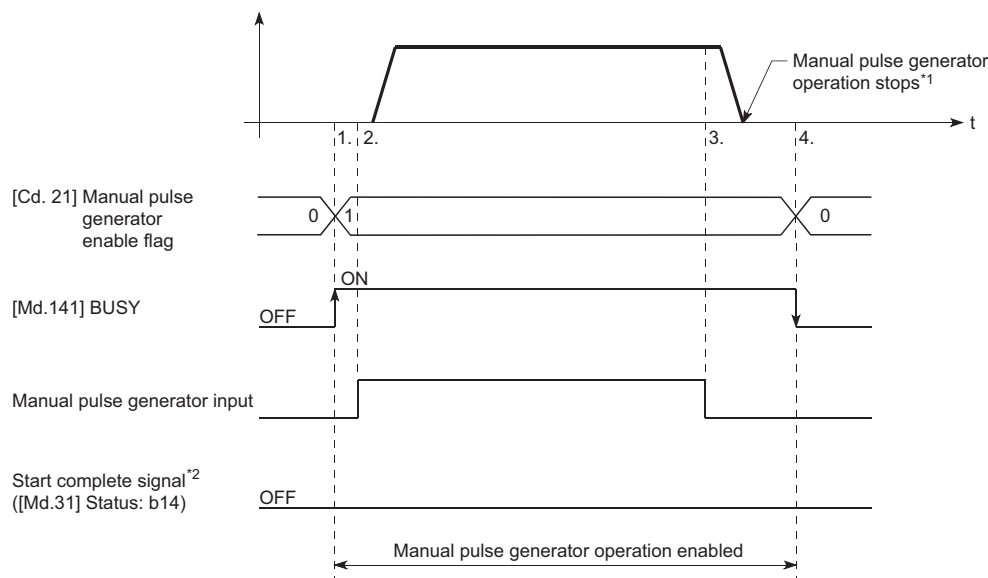 Manual pulse generator
operation stops*1
t
1. 2. 3. 4.
[Cd. 21] Manual pulse
generator
enable flag
0 1 0
ON
[Md.141] BUSY
OFF
Manual pulse generator input
Start complete signal*2
([Md.31] Status: b14)
OFF
Manual pulse generator operation enabled